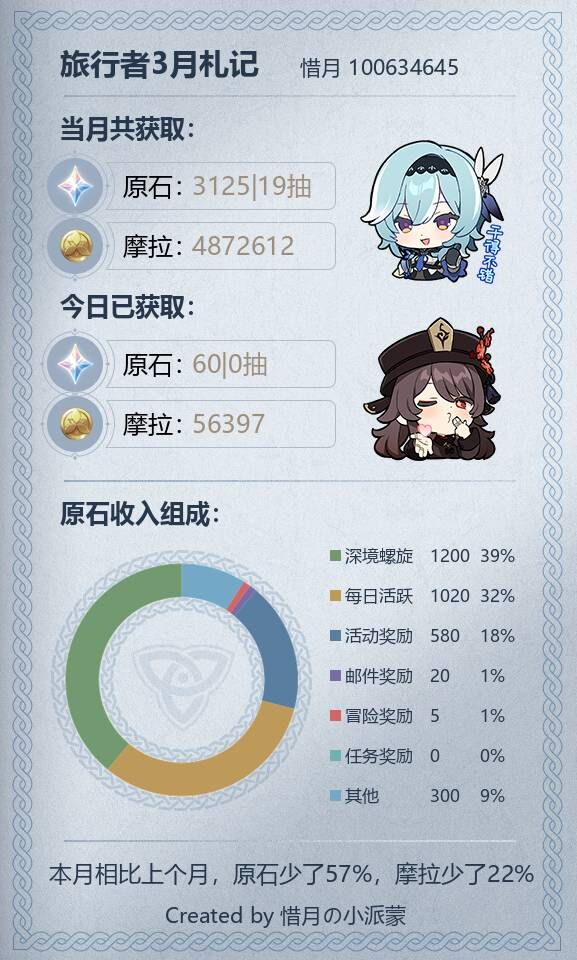 旅行者3月札记 惜月 100634645
当月共获取：
原石：3125|19抽
摩拉：4872612
干得不错
今日已获取：
原石：60|0抽
摩拉：56397
原石收入组成：
深境螺旋 1200 39%
每日活跃 1020 32%
活动奖励 580 18%
邮件奖励 20 1%
冒险奖励 5 1%
任务奖励 0 0%
其他 300 9%
本月相比上个月，原石少了57%，摩拉少了22%
Created by 惜月の小派蒙